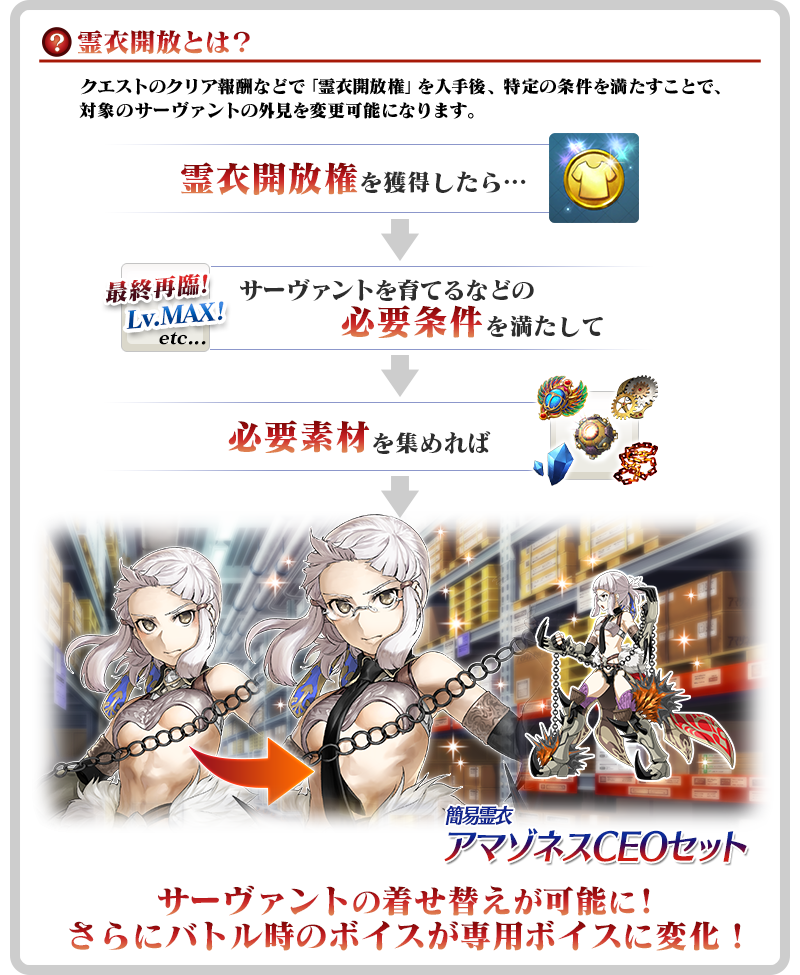 ? 霊衣開放とは?
クエストのクリア報酬などで「霊衣開放権」を入手後、特定の条件を満たすことで、
対象のサーヴァントの外見を変更可能になります。
霊衣開放権を獲得したら…
最終再臨!
Lv.MAX!
etc...
サーヴァントを育てるなどの
必要条件を満たして
必要素材を集めれば
簡易霊衣
アマゾネスCEOセット
サーヴァントの着せ替えが可能に!
さらにバトル時のボイスが専用ボイスに変化!